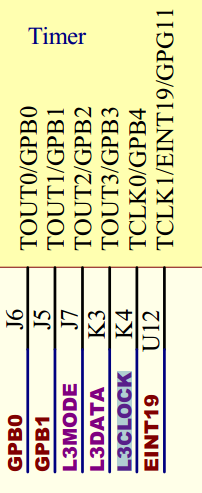 Timer
TOUT0/GPB0
TOUT1/GPB1
TOUT2/GPB2
TOUT3/GPB3
TCLK0/GPB4
TCLK1/EINT19/GPG11
J6
J5
J7
K3
K4
U12
GPB0
GPB1
L3MODE
L3DATA
L3CLOCK
EINT19